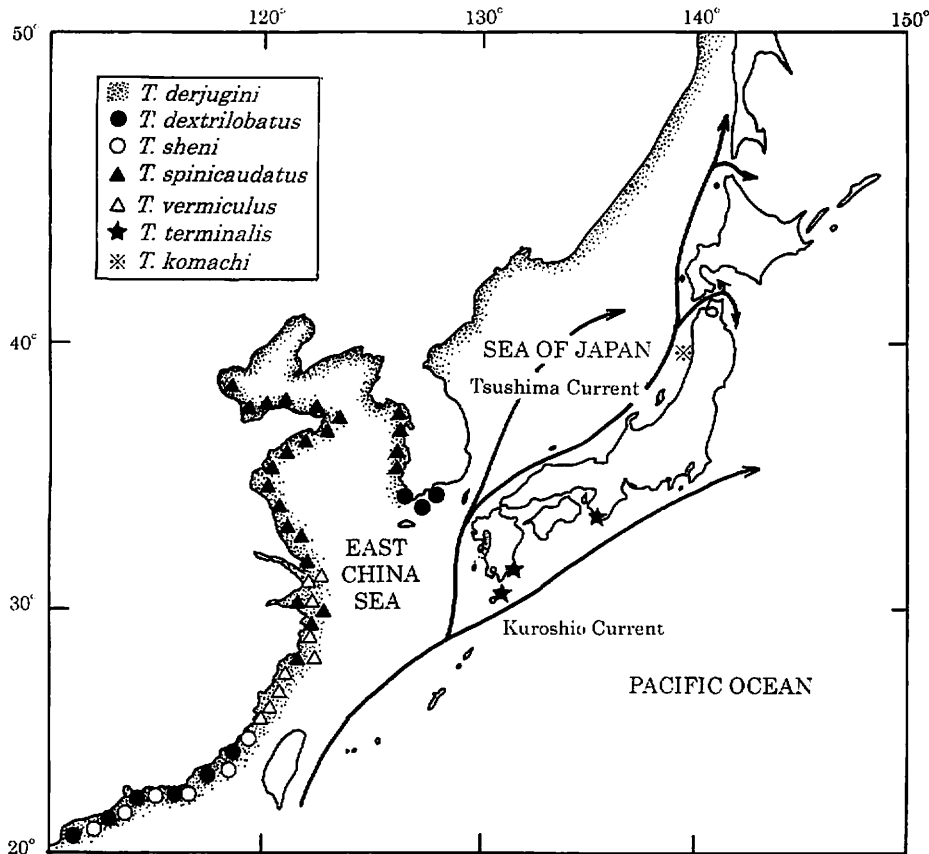 120°
130°
140°
150°
50°
40°
30°
20°
T. derjugini
T. dextrilobatus
T. sheni
T. spinicaudatus
T. vermiculus
T. terminalis
T. komachi
SEA OF JAPAN
Tsushima Current
EAST
CHINA
SEA
Kuroshio Current
PACIFIC OCEAN